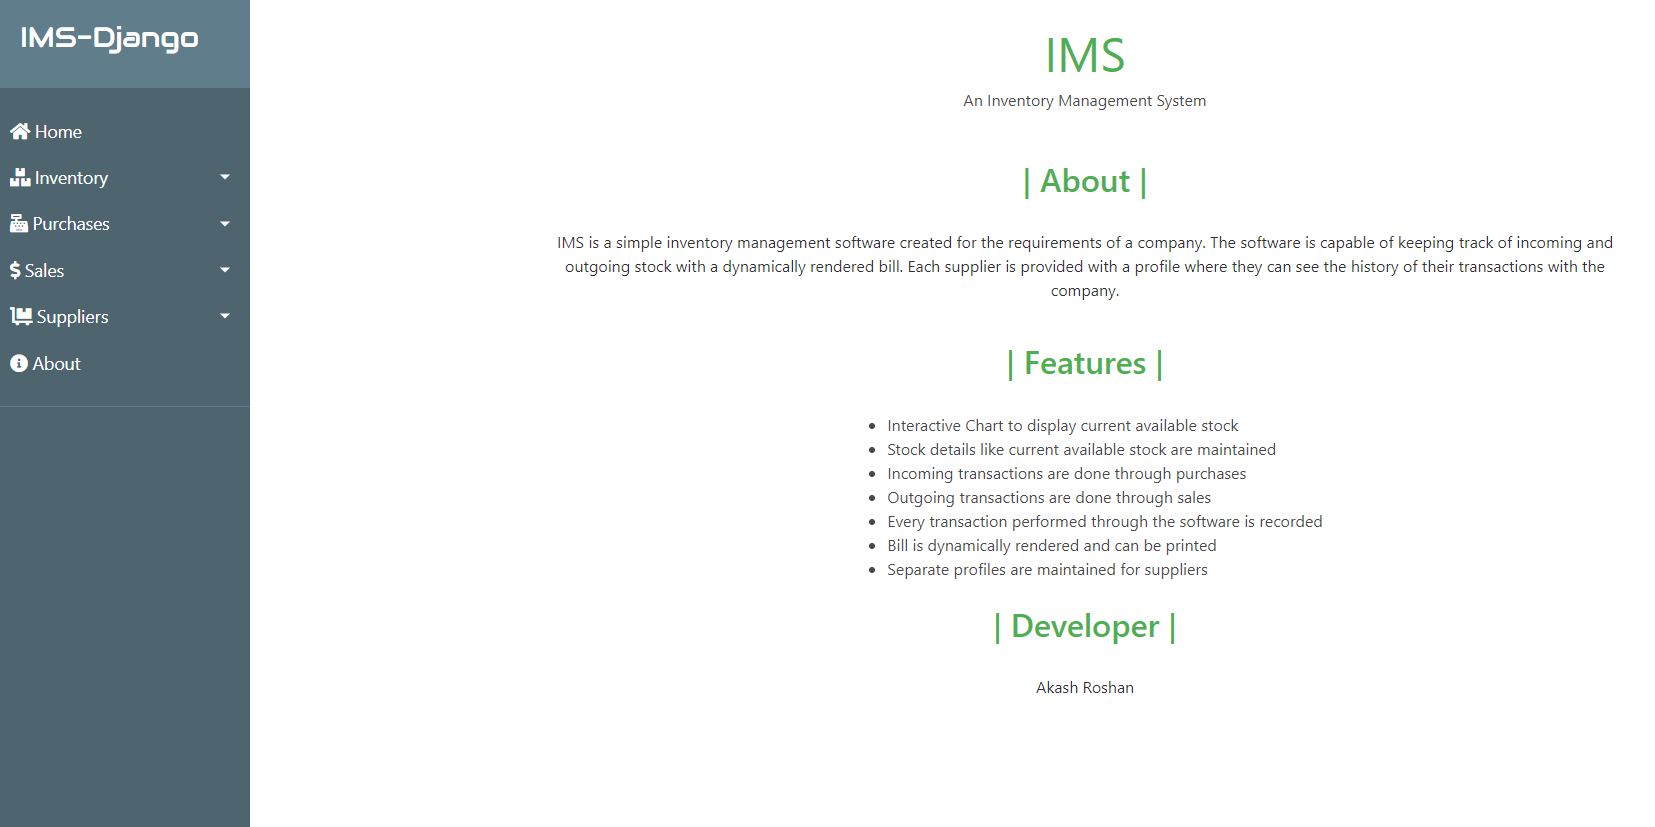 IMS-Django
Home
Inventory
Purchases
Sales
Suppliers
About
IMS
An Inventory Management System
| About |
IMS is a simple inventory management software created for the requirements of a company. The software is capable of keeping track of incoming and
outgoing stock with a dynamically rendered bill. Each supplier is provided with a profile where they can see the history of their transactions with the
company.
| Features |
• Interactive Chart to display current available stock
• Stock details like current available stock are maintained
• Incoming transactions are done through purchases
• Outgoing transactions are done through sales
• Every transaction performed through the software is recorded
• Bill is dynamically rendered and can be printed
• Separate profiles are maintained for suppliers
| Developer |
Akash Roshan